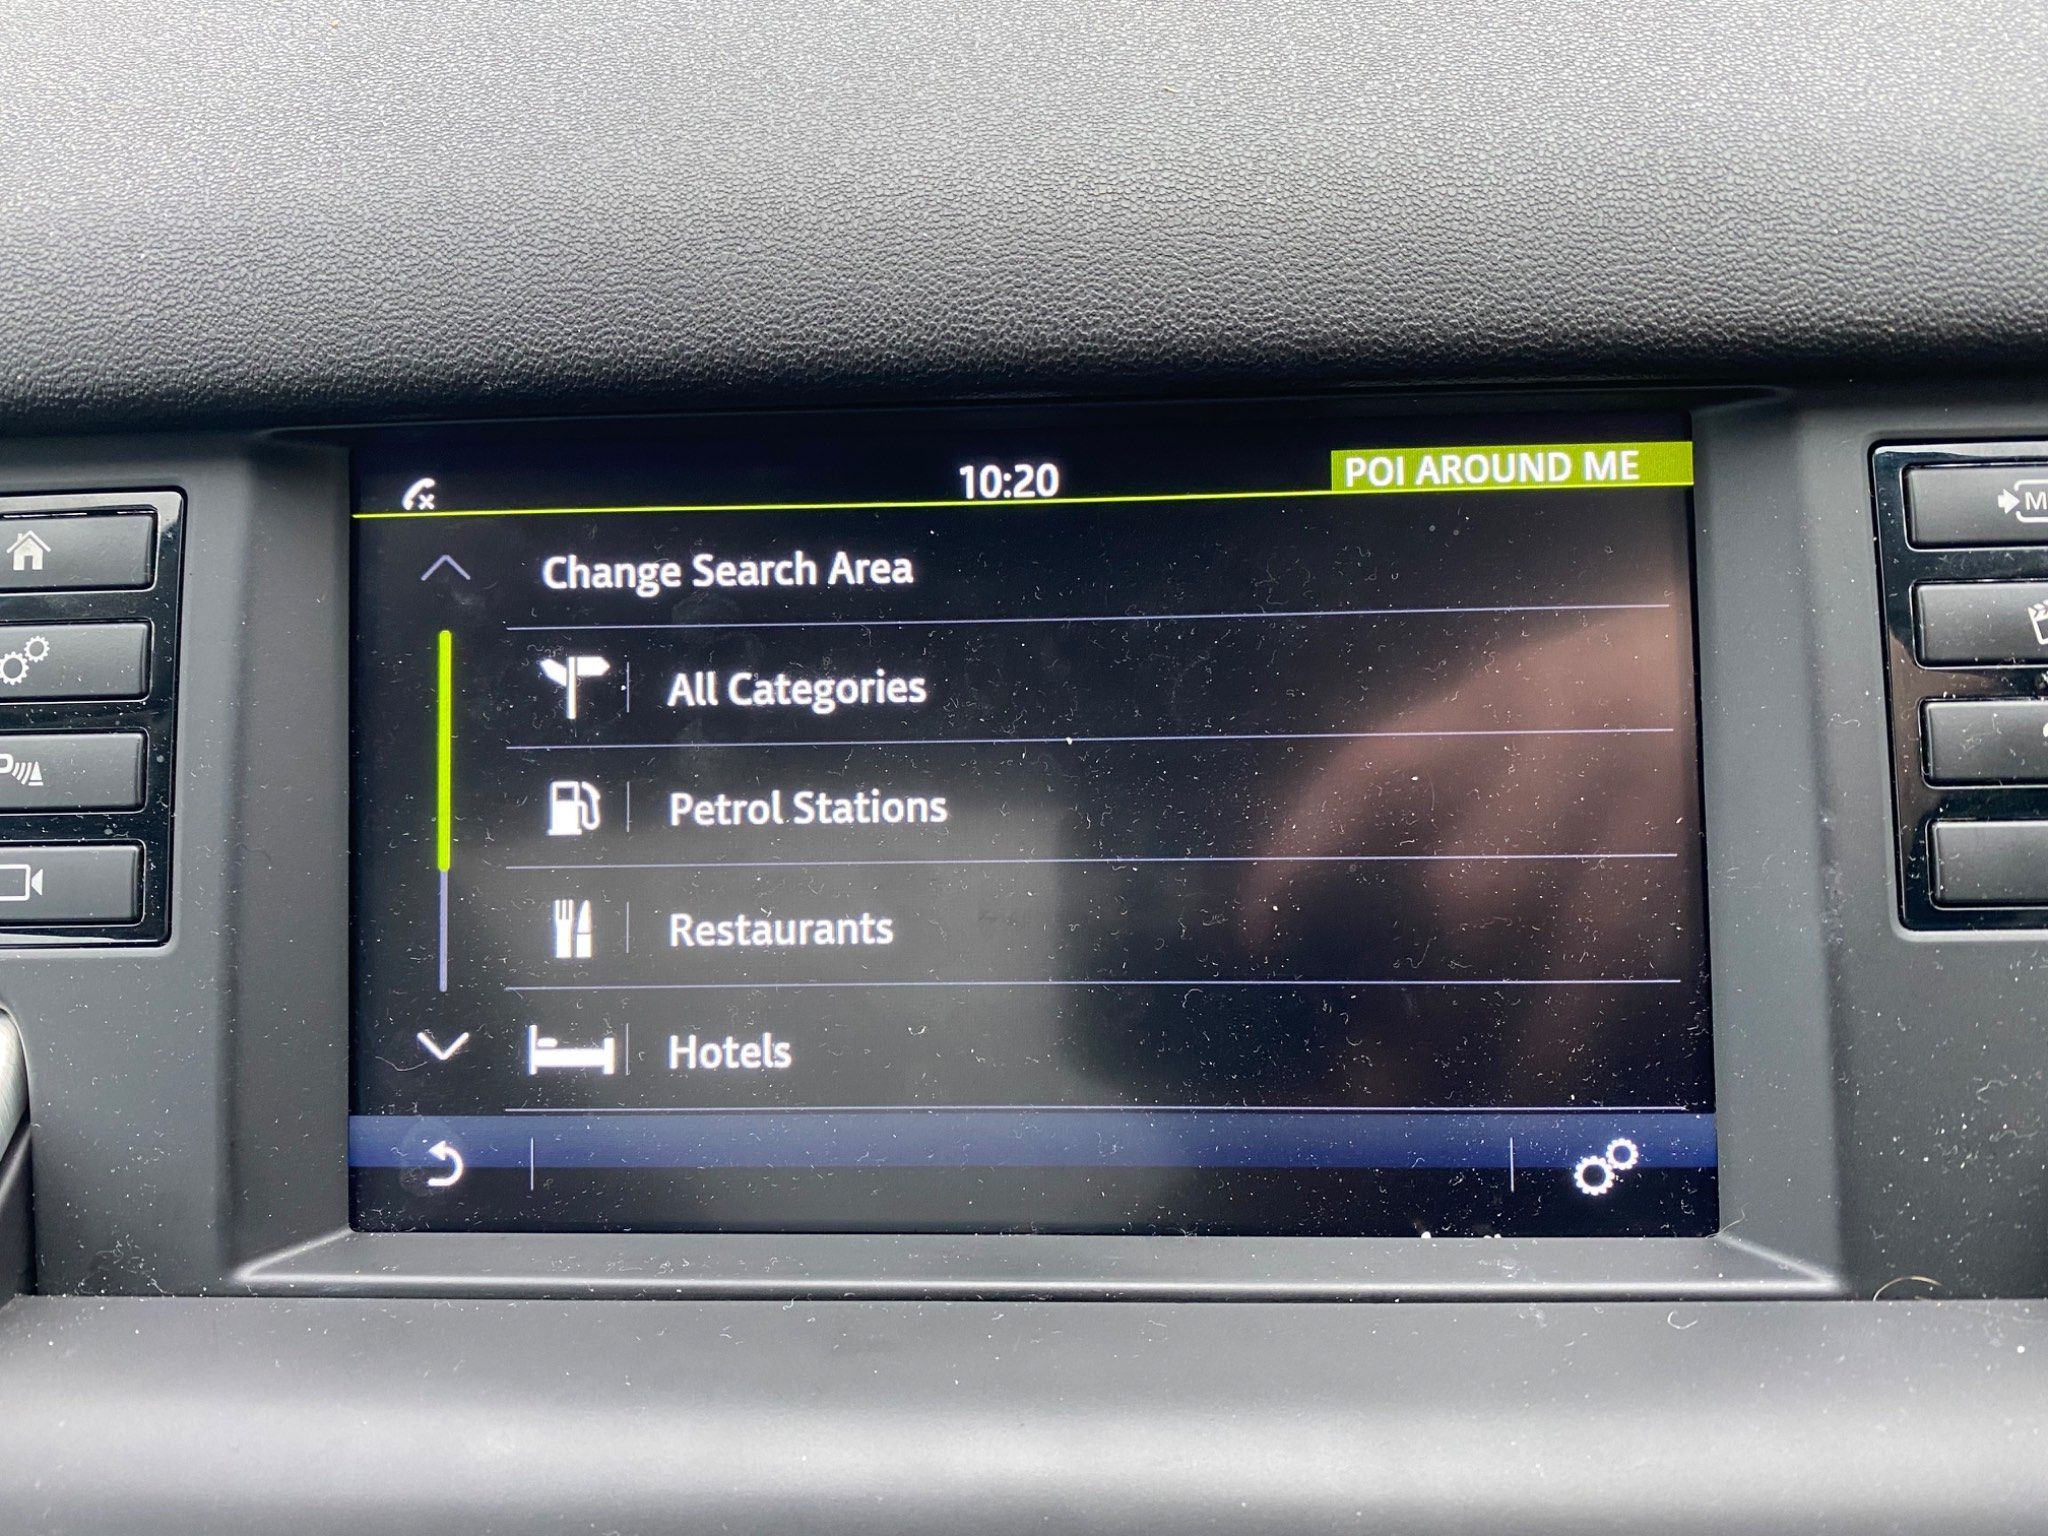 10:20
POI AROUND ME
Change Search Area
All Categories
Petrol Stations
Restaurants
Hotels
P